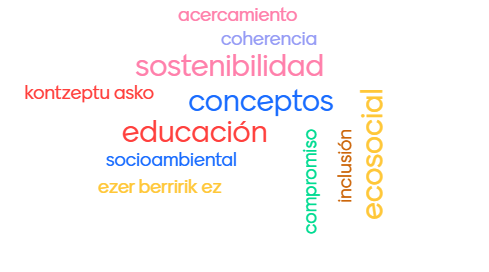 acercamiento
coherencia
sostenibilidad
kontzeptu asko
conceptos
educación
socioambiental
ezer berririk ez
compromiso
inclusión
ecosocial